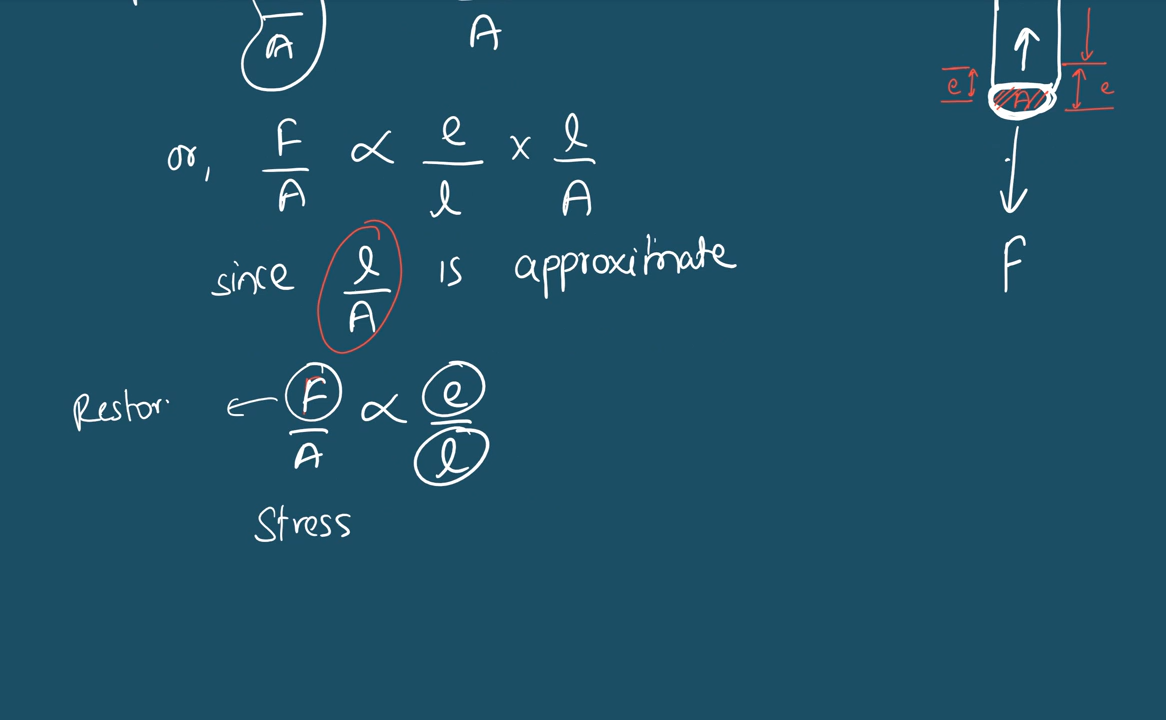 A A
e A e
or, F/A ∝ e/l × l/A
F
since l/A is approximate
Restor. ← F/A ∝ e/l
Stress